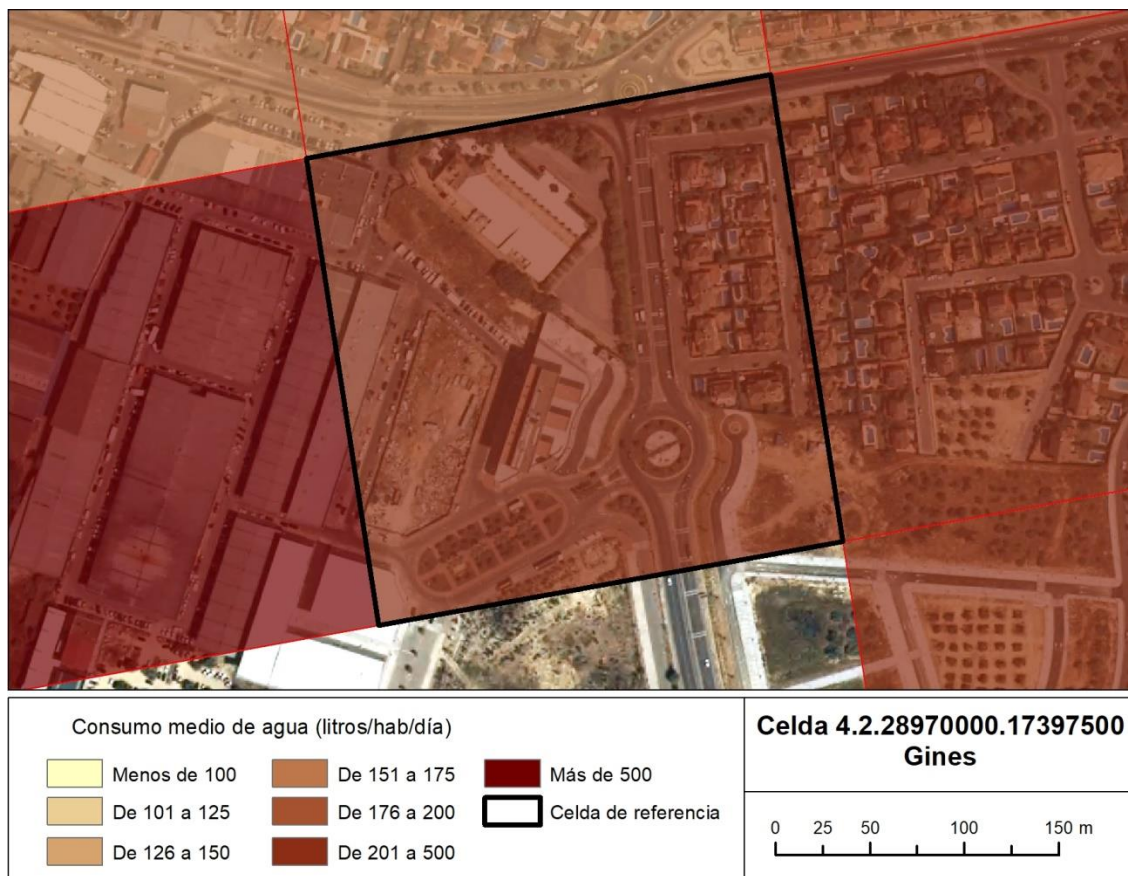 Consumo medio de agua (litros/hab/día)
Menos de 100
De 101 a 125
De 126 a 150
De 151 a 175
De 176 a 200
De 201 a 500
Más de 500
Celda de referencia
Celda 4.2.28970000.17397500
Gines
0 25 50 100 150 m